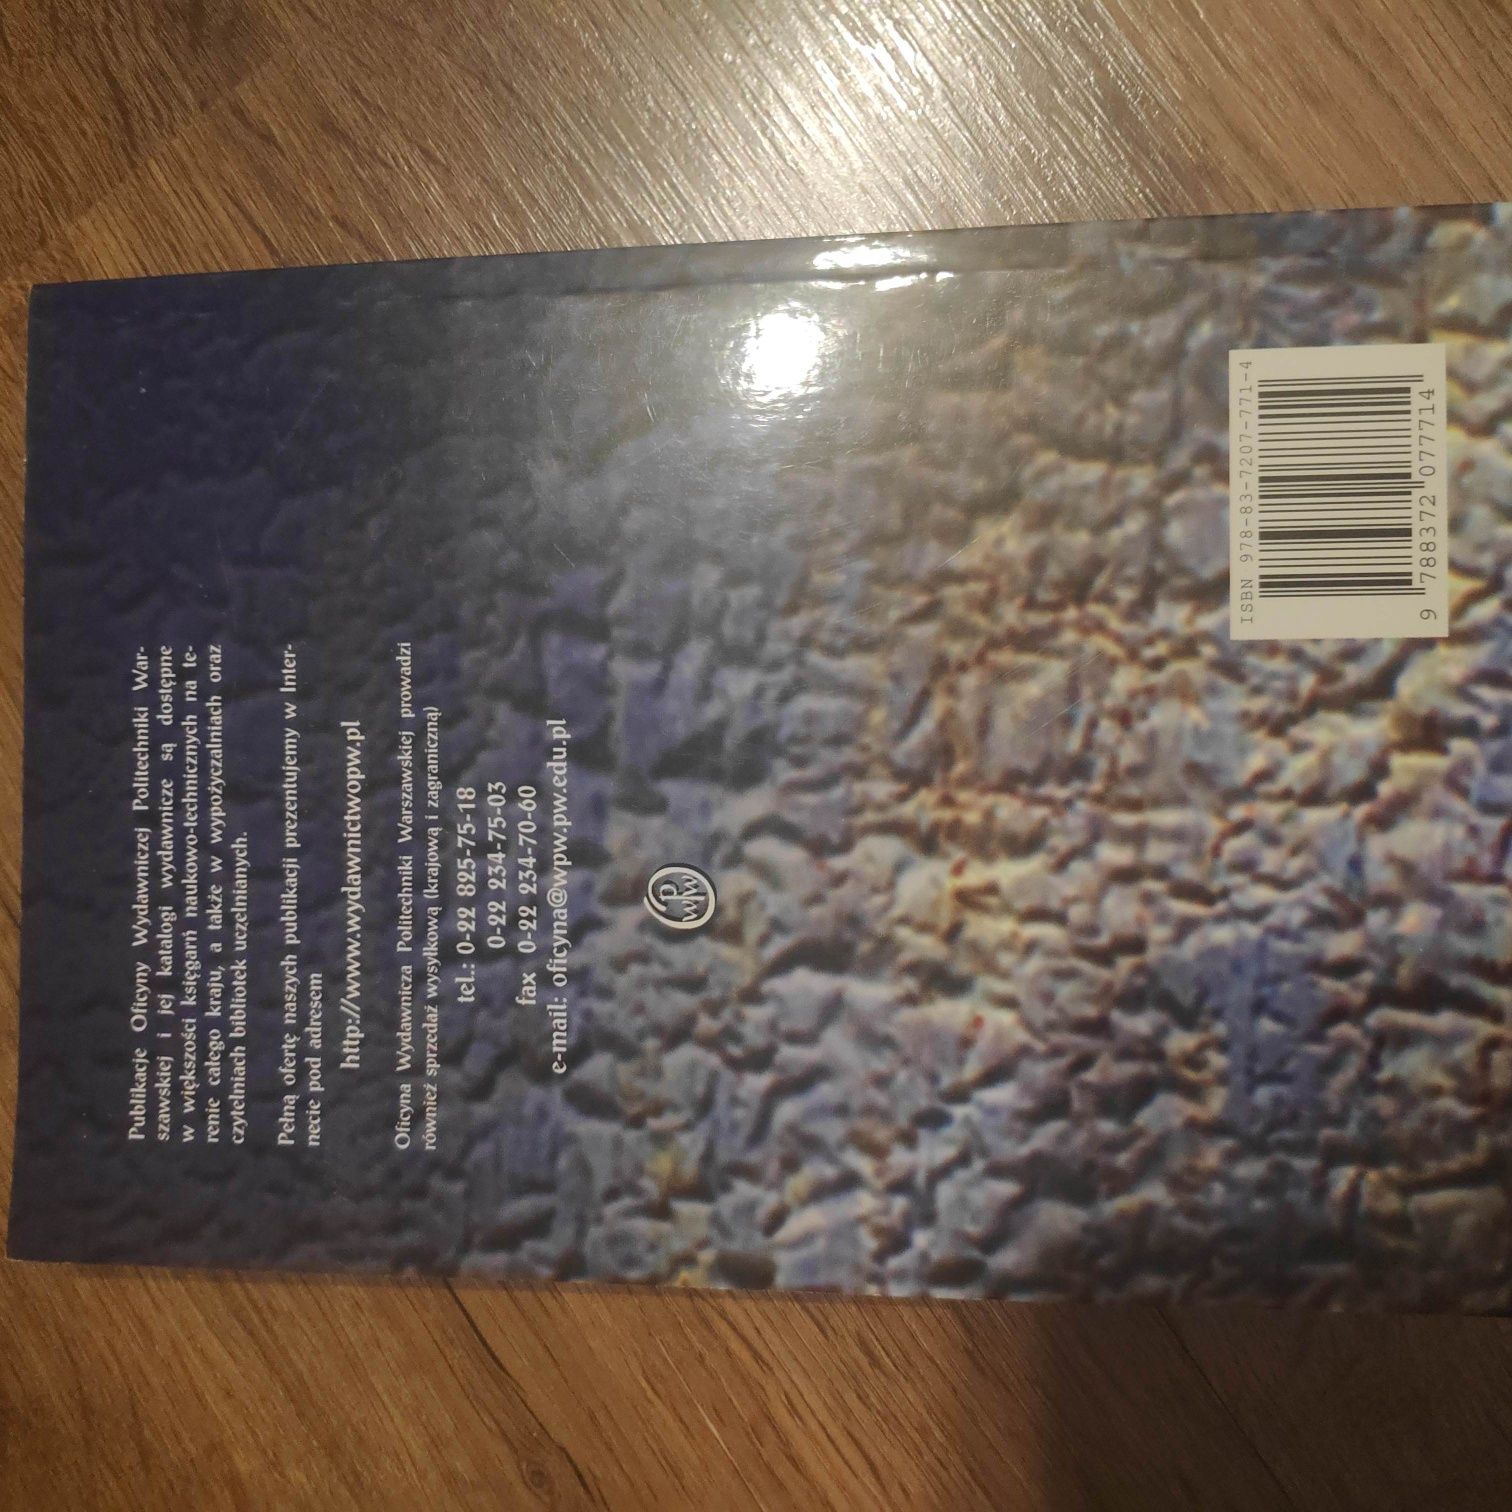 Publikacje Oficyny Wydawniczej Politechniki War-
szawskiej i jej katalogi wydawnicze są dostępne
w większości księgarń naukowo-technicznych na te-
renie całego kraju, a także w wypożyczalniach oraz
czytelniach bibliotek uczelnianych.
Pełną ofertę naszych publikacji prezentujemy w Inter-
necie pod adresem
http://www.wydawnictwopw.pl
Oficyna Wydawnicza Politechniki Warszawskiej prowadzi
również sprzedaż wysyłkową (krajową i zagraniczną)
tel.: 0-22 825-75-18
0-22 234-75-03
fax 0-22 234-70-60
e-mail: oficyna@wpw.pw.edu.pl
ISBN 978-83-7207-771-4
9 788372 077714